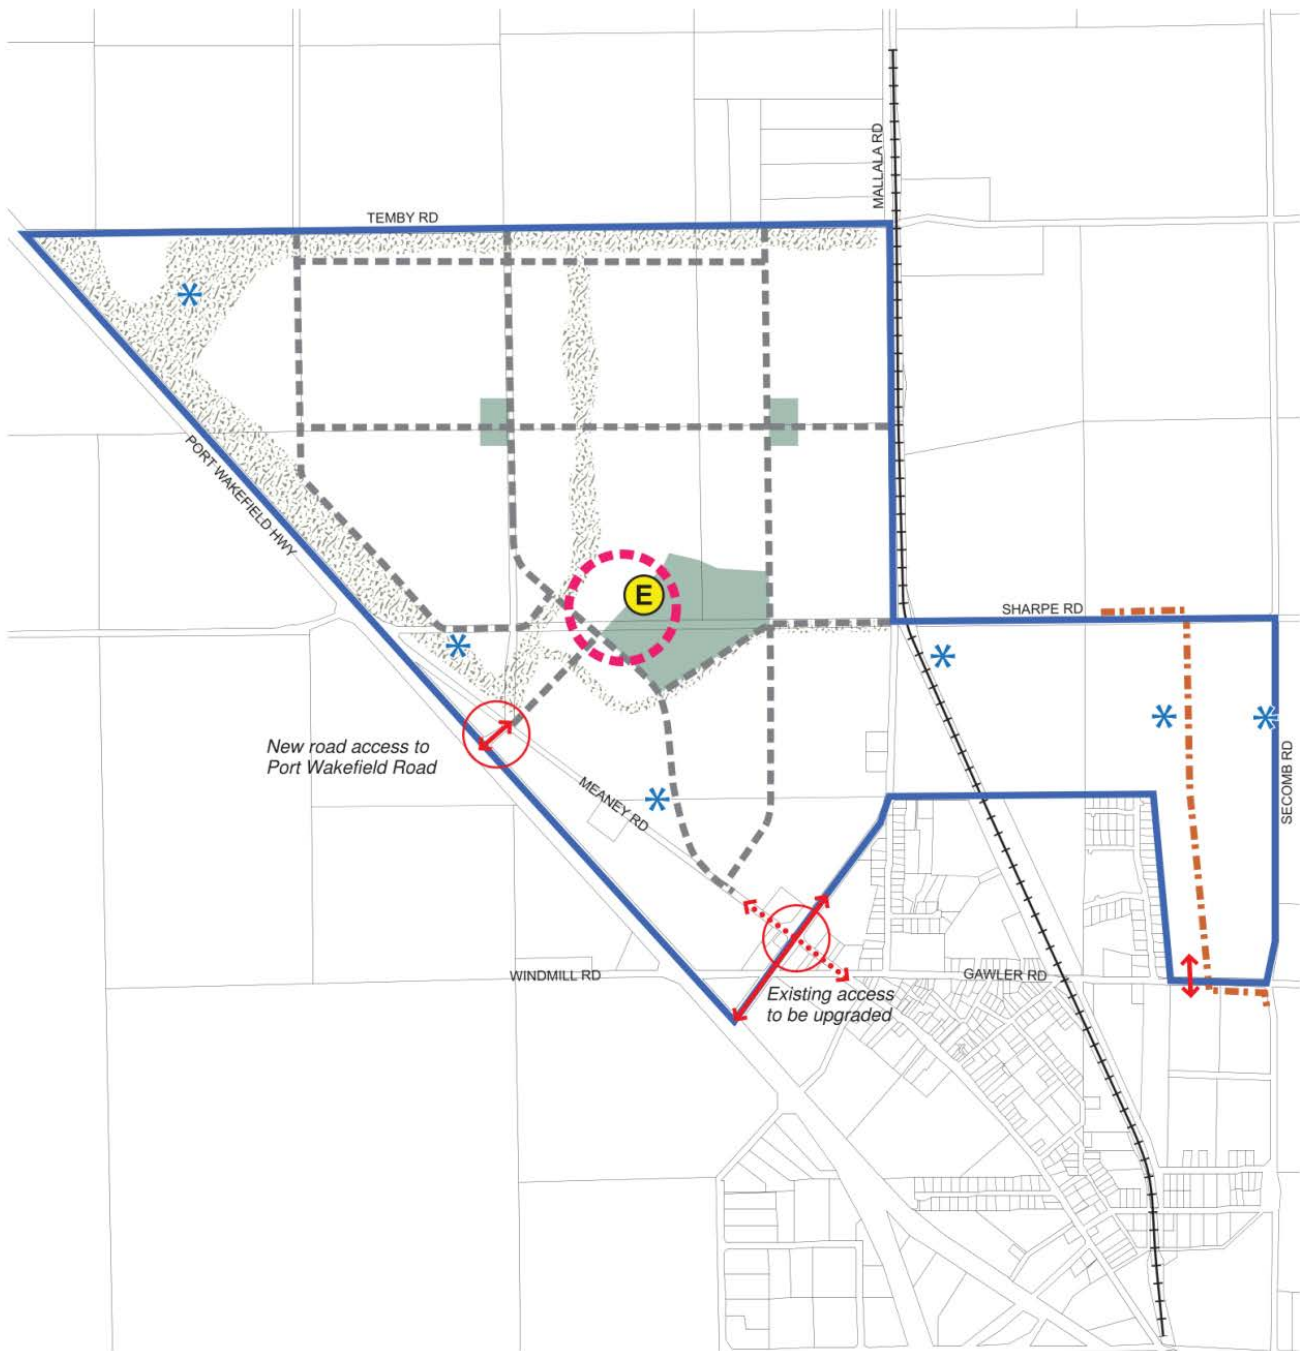 MALLALA RD
TEMBY RD
PORT WAKEFIELD HWY
E
SHARPE RD
New road access to
Port Wakefield Road
MEANEY RD
SECOMB RD
WINDMILL RD
GAWLER RD
Existing access
to be upgraded